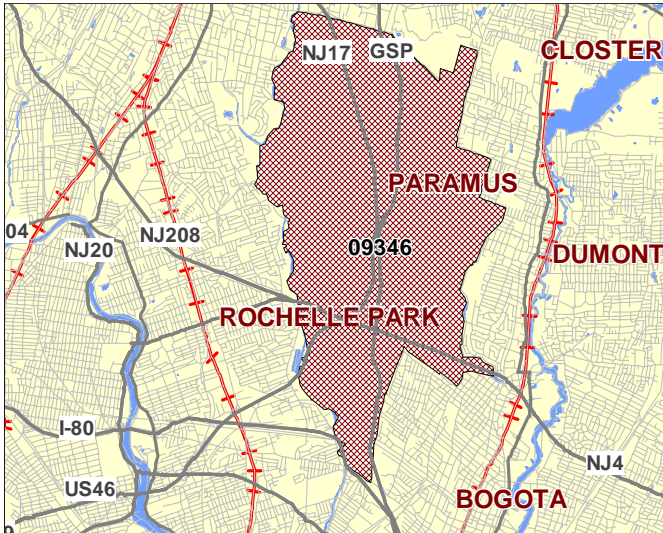 CLOSTER
NJ17
GSP
PARAMUS
04
NJ20
NJ208
09346
DUMONT
ROCHELLE PARK
I-80
NJ4
US46
BOGOTA